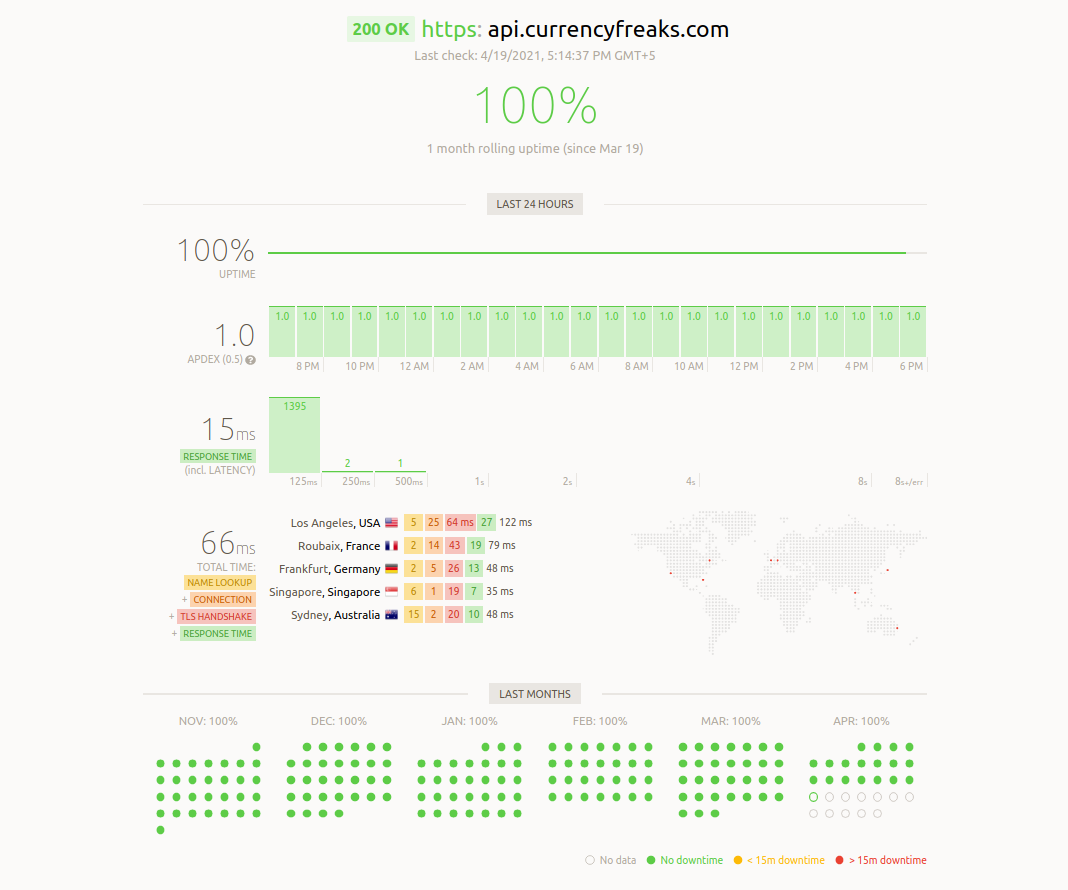 200 OK https: api.currencyfreaks.com
Last check: 4/19/2021, 5:14:37 PM GMT+5
100%
1 month rolling uptime (since Mar 19)
LAST 24 HOURS
100%
UPTIME
1.0 1.0 1.0 1.0 1.0 1.0 1.0 1.0 1.0 1.0 1.0 1.0 1.0 1.0 1.0 1.0 1.0 1.0 1.0 1.0 1.0 1.0 1.0 1.0
1.0
APDEX (0.5) ?
8 PM 10 PM 12 AM 2 AM 4 AM 6 AM 8 AM 10 AM 12 PM 2 PM 4 PM 6 PM
1395
15ms
RESPONSE TIME
(incl. LATENCY)
2 1
125ms 250ms 500ms 1s 2s 4s 8s 8s+/err
66ms
TOTAL TIME:
NAME LOOKUP
+ CONNECTION
+ TLS HANDSHAKE
+ RESPONSE TIME
Los Angeles, USA 5 25 64 ms 27 122 ms
Roubaix, France 2 14 43 19 79 ms
Frankfurt, Germany 2 5 26 13 48 ms
Singapore, Singapore 6 1 19 7 35 ms
Sydney, Australia 15 2 20 10 48 ms
LAST MONTHS
NOV: 100% DEC: 100% JAN: 100% FEB: 100% MAR: 100% APR: 100%
No data No downtime < 15m downtime > 15m downtime